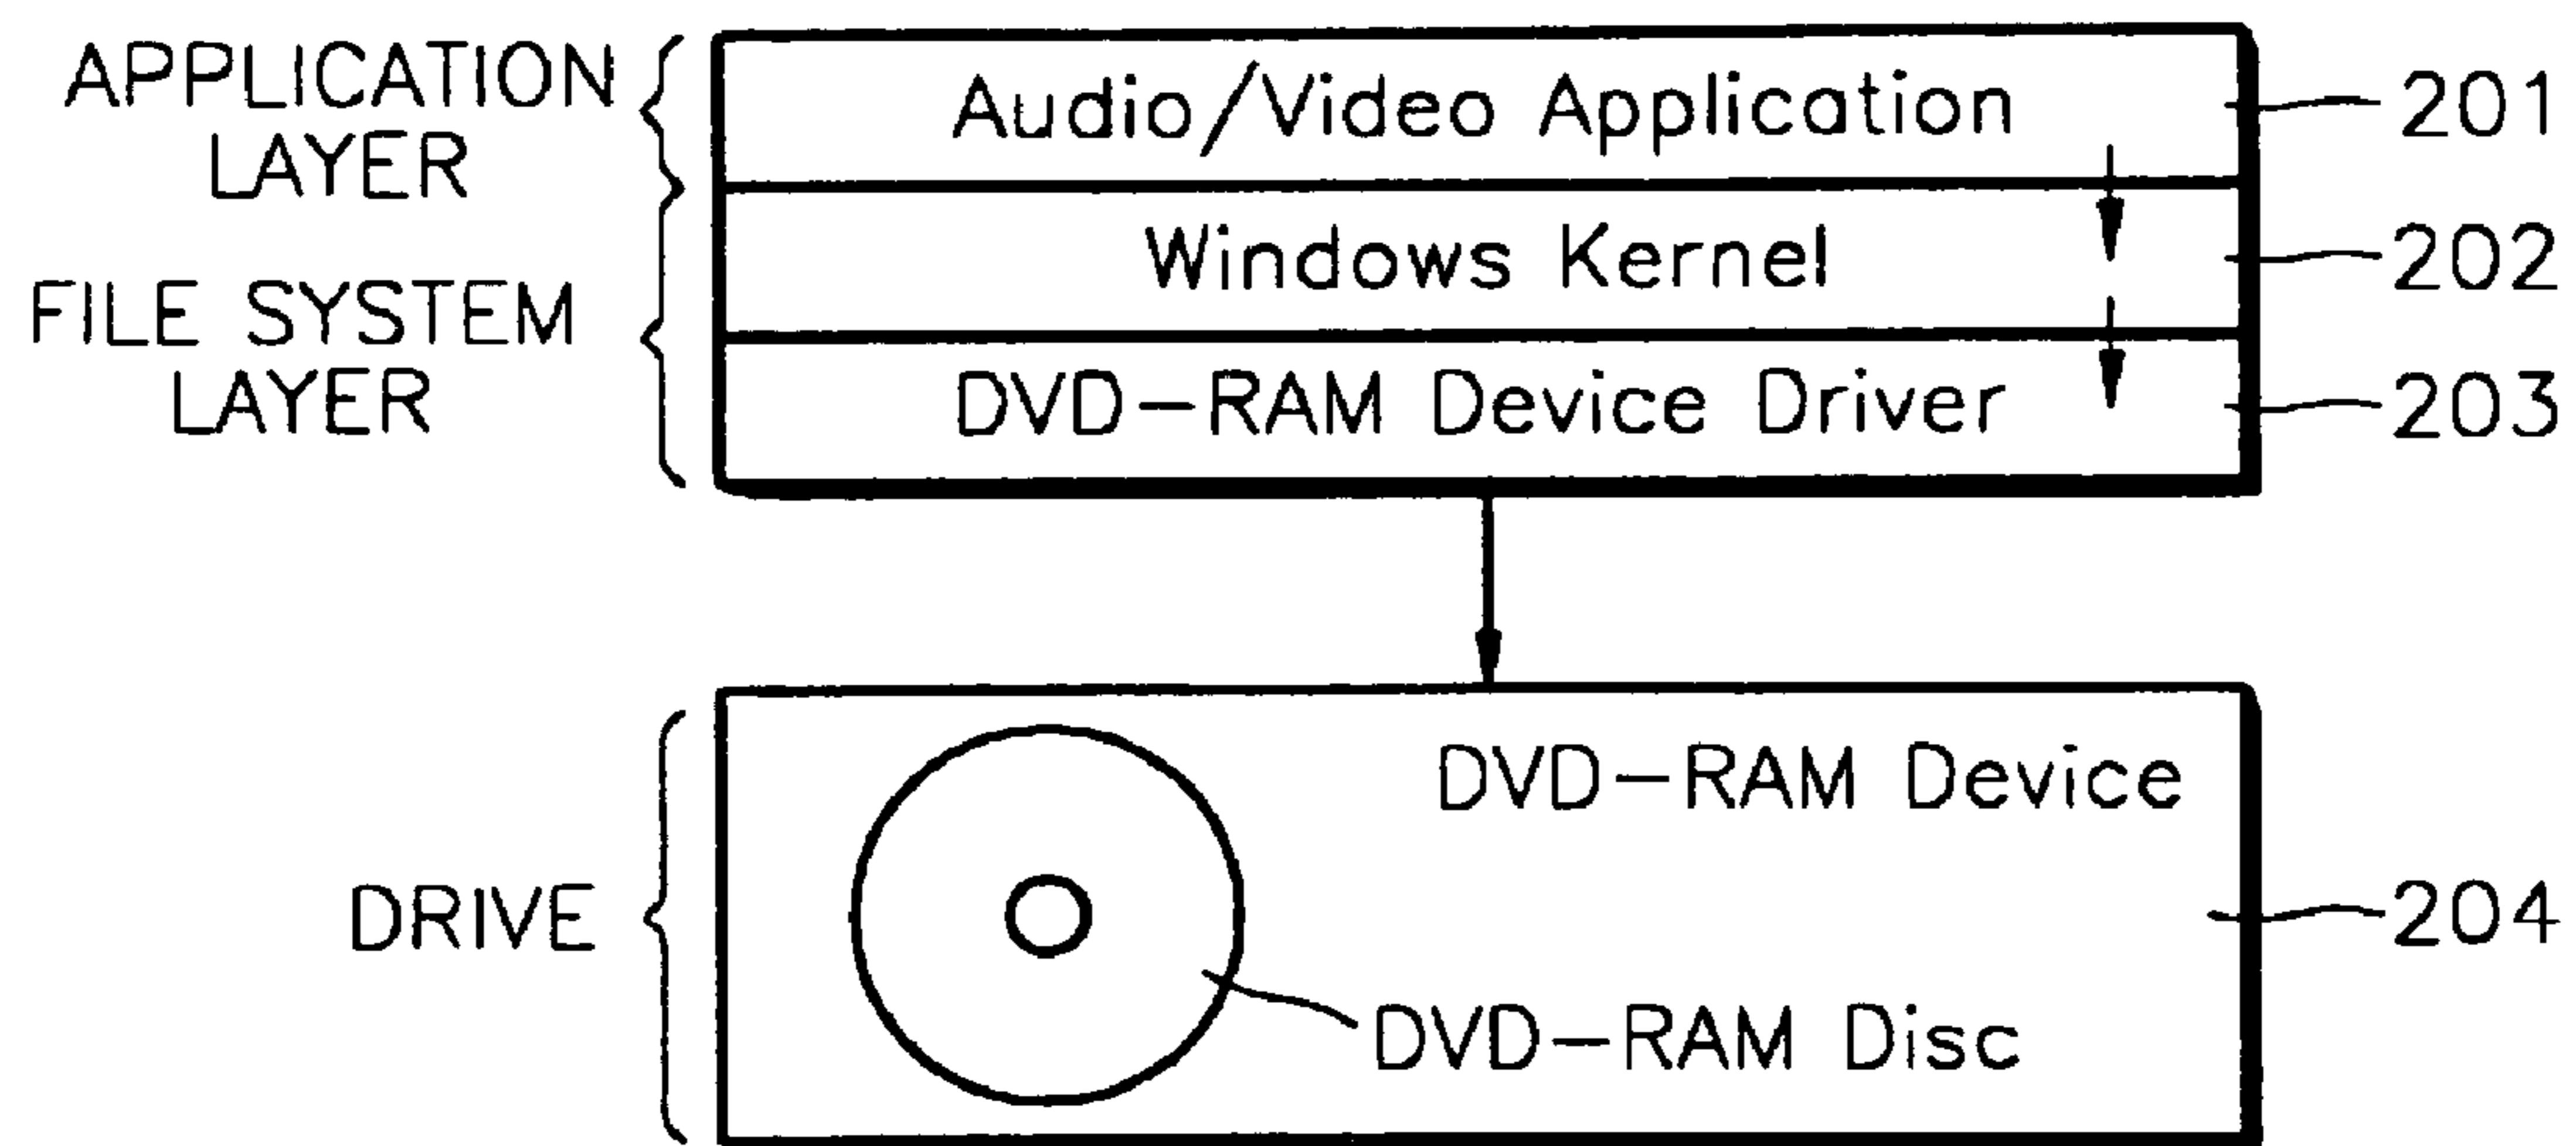 APPLICATION
LAYER
Audio/Video Application
201
Windows Kernel
202
FILE SYSTEM
LAYER
DVD-RAM Device Driver
203
DVD-RAM Device
DRIVE
204
DVD-RAM Disc